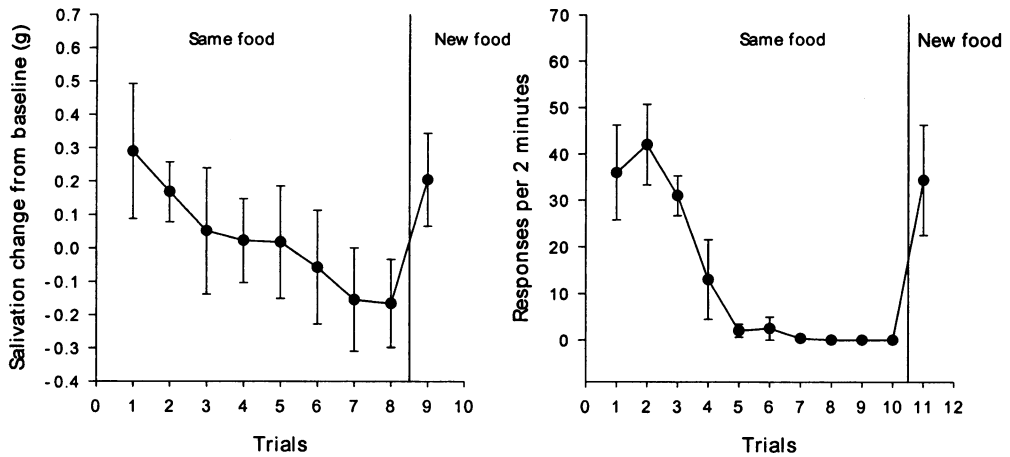 Same food
New food
Salivation change from baseline (g)
0.7
0.6
0.5
0.4
0.3
0.2
0.1
0.0
-0.1
-0.2
-0.3
-0.4
0 1 2 3 4 5 6 7 8 9 10
Trials
Same food
New food
Responses per 2 minutes
70
60
50
40
30
20
10
0
0 1 2 3 4 5 6 7 8 9 10 11 12
Trials